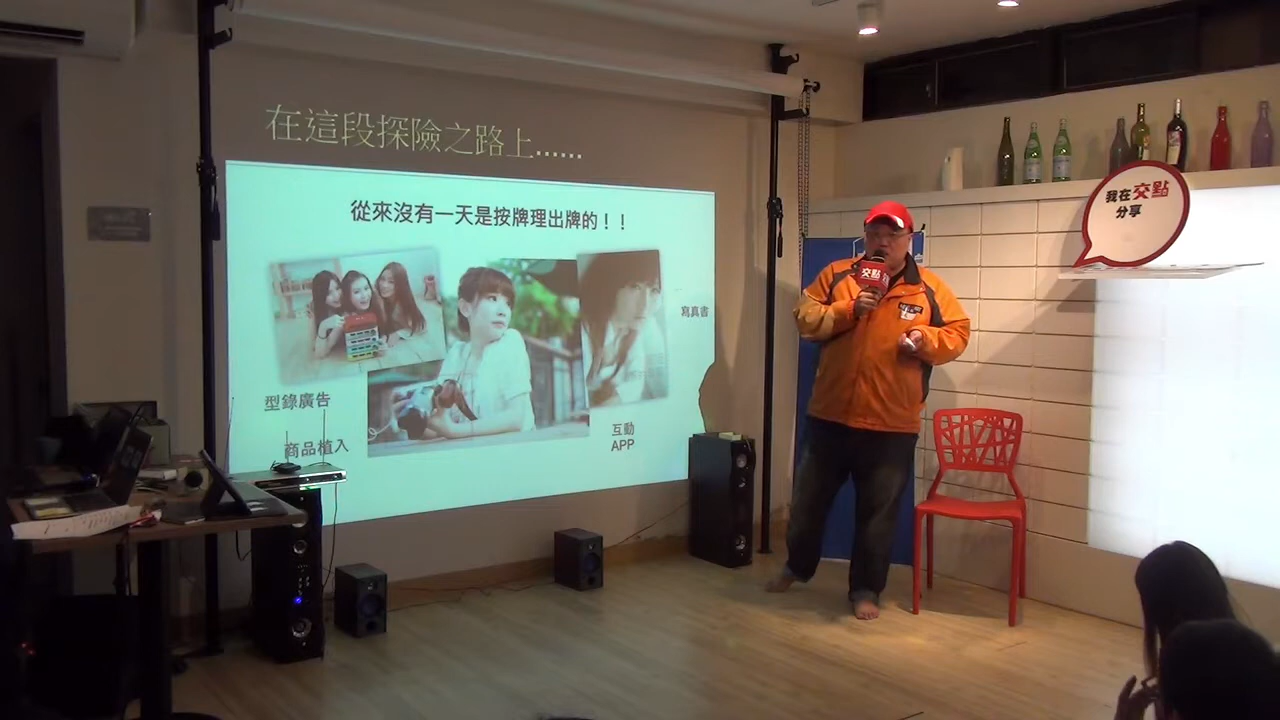 在這段探險之路上......
從來沒有一天是按牌理出牌的！！
寫真書
型錄廣告
商品植入
互動
APP
交點
我在交點
分享